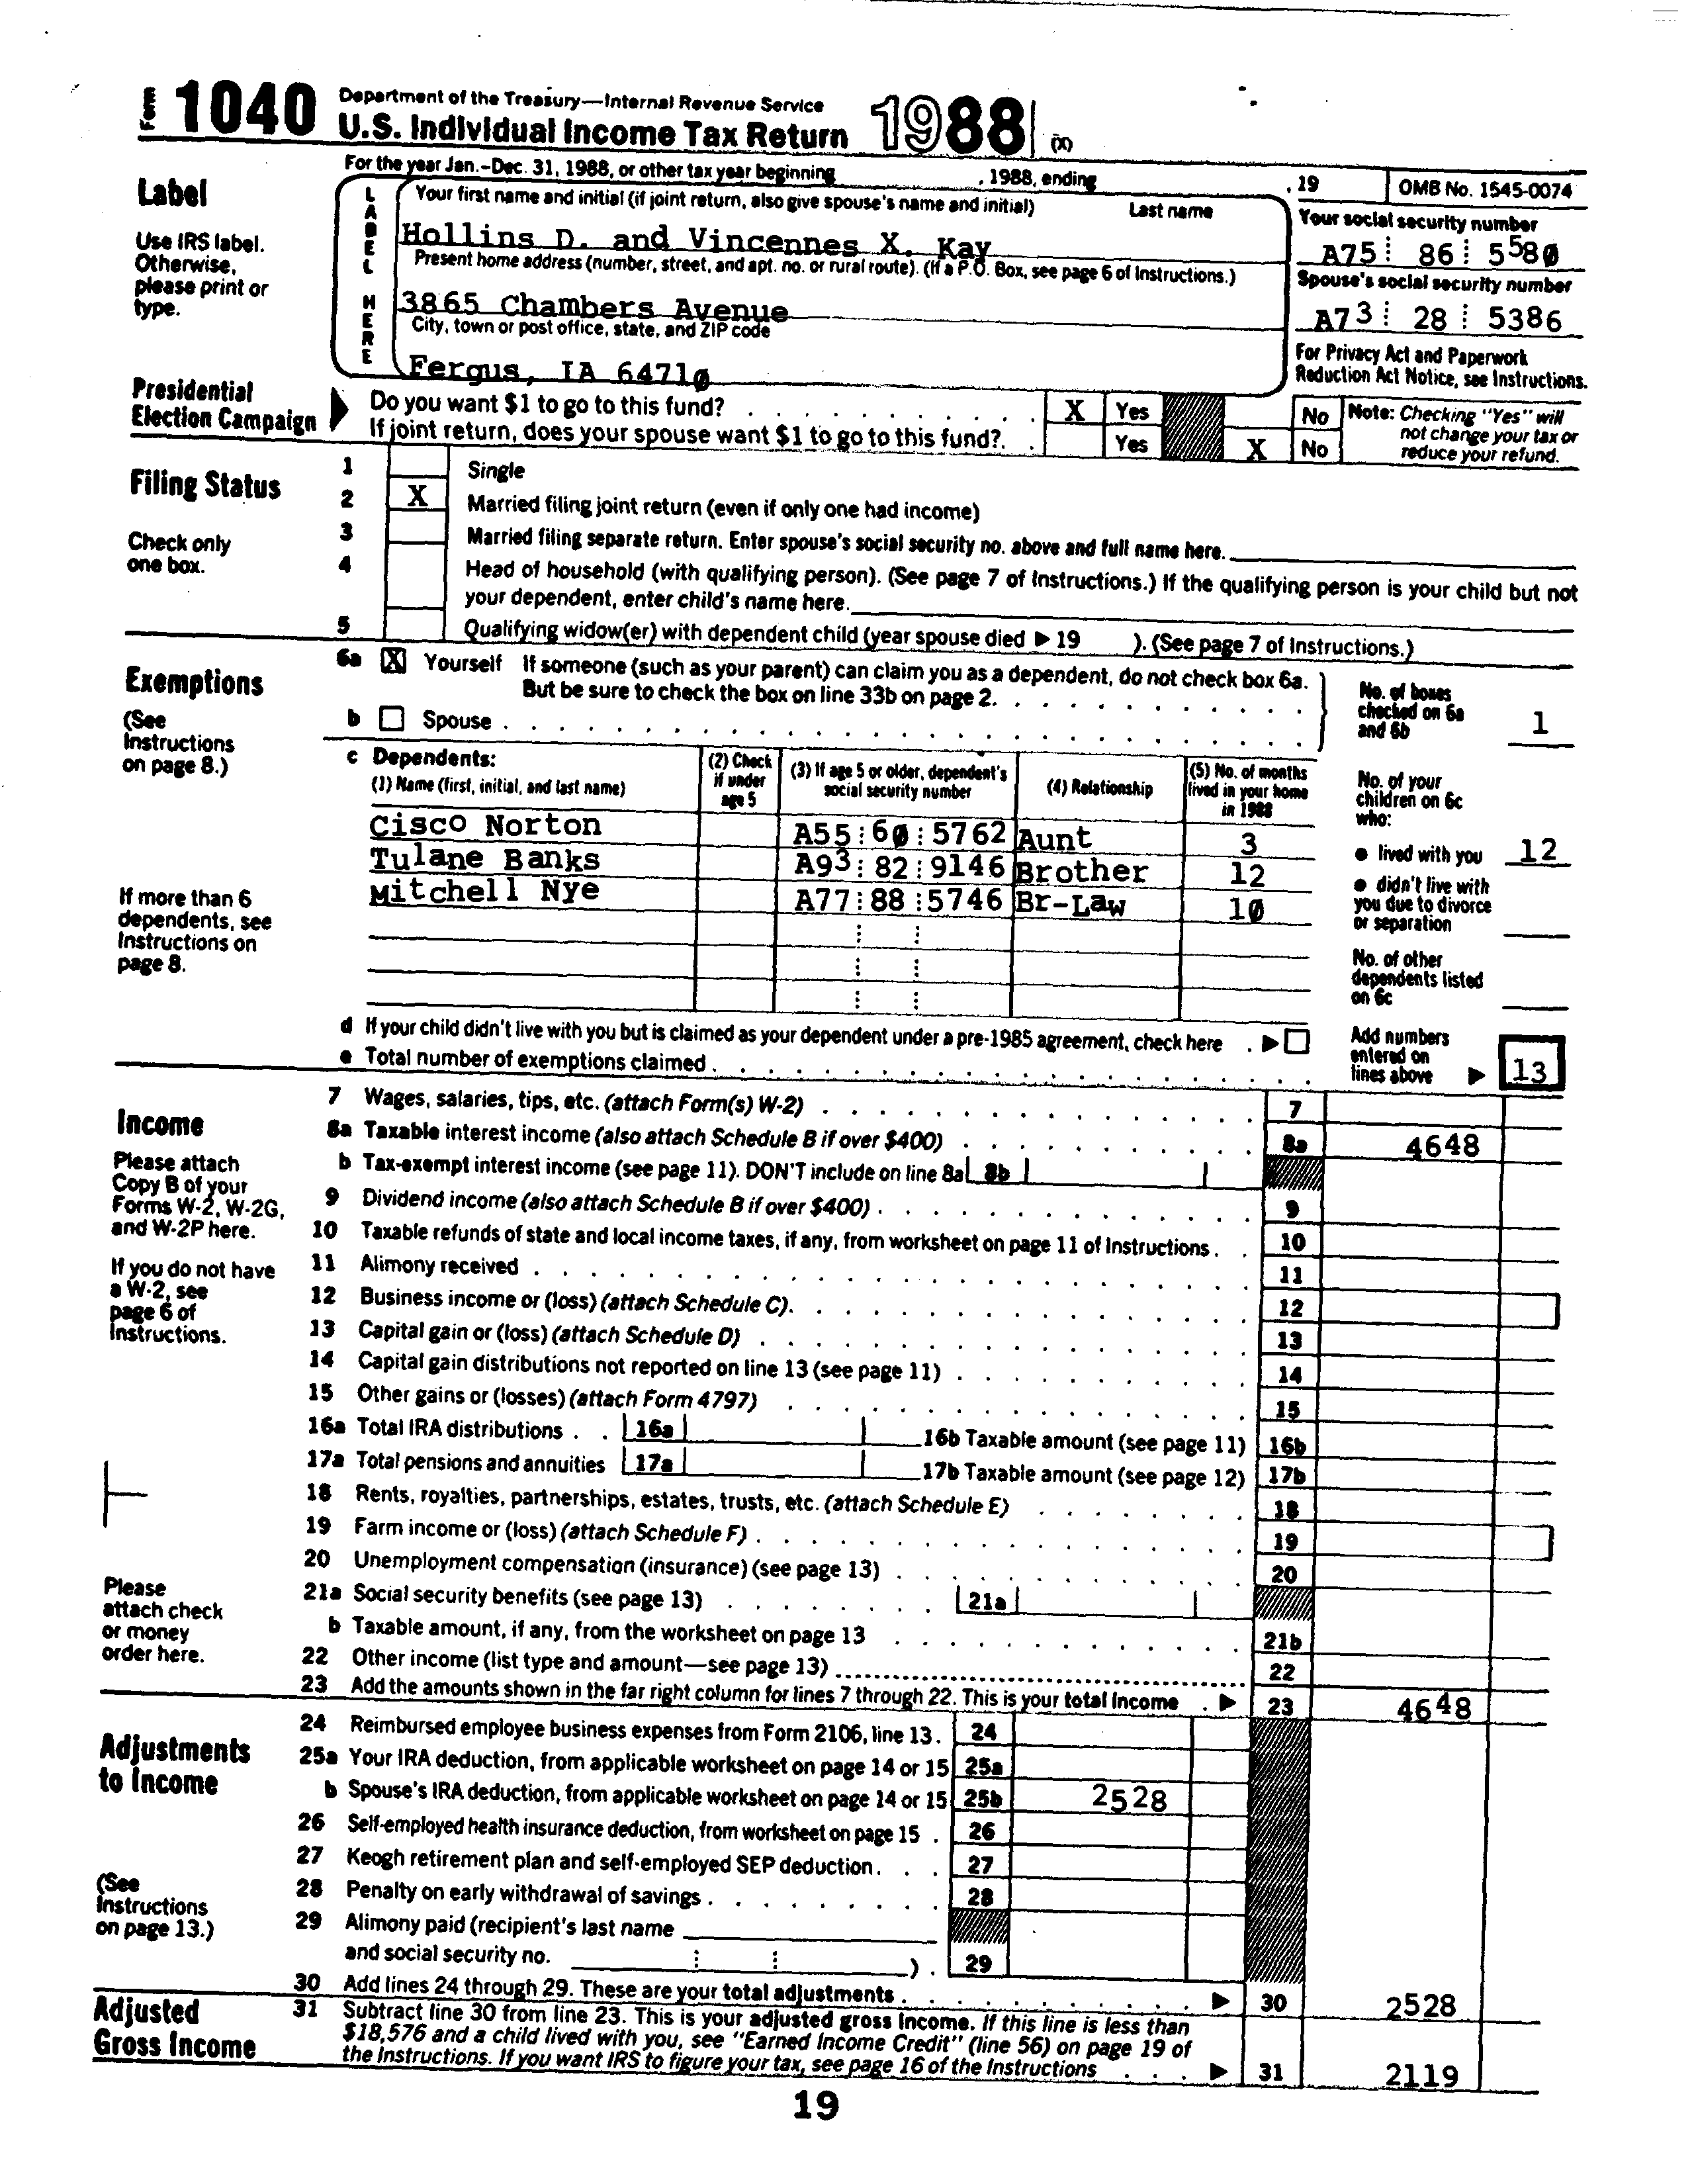 Form 1040 Department of the Treasury—Internal Revenue Service
U.S. Individual Income Tax Return 1988 (X)
For the year Jan.-Dec. 31, 1988, or other tax year beginning , 1988, ending , 19 OMB No. 1545-0074
Label
Use IRS label. Otherwise, please print or type.
LABEL HERE
Your first name and initial (if joint return, also give spouse's name and initial) Last name
Hollins D. and Vincennes X. Kay
Your social security number
A75 86 5580
Present home address (number, street, and apt. no. or rural route). (If a P.O. Box, see page 6 of Instructions.)
3865 Chambers Avenue
Spouse's social security number
A73 28 5386
City, town or post office, state, and ZIP code
Fergus, IA 64710
For Privacy Act and Paperwork Reduction Act Notice, see Instructions.
Presidential Election Campaign
Do you want $1 to go to this fund? X Yes No
If joint return, does your spouse want $1 to go to this fund?. Yes X No
Note: Checking "Yes" will not change your tax or reduce your refund.
Filing Status
Check only one box.
1 Single
2 X Married filing joint return (even if only one had income)
3 Married filing separate return. Enter spouse's social security no. above and full name here.
4 Head of household (with qualifying person). (See page 7 of Instructions.) If the qualifying person is your child but not
your dependent, enter child's name here.
5 Qualifying widow(er) with dependent child (year spouse died ▶ 19 ). (See page 7 of Instructions.)
Exemptions
(See Instructions on page 8.)
6a X Yourself If someone (such as your parent) can claim you as a dependent, do not check box 6a.
But be sure to check the box on line 33b on page 2.
b Spouse
No. of boxes checked on 6a and 6b 1
c Dependents:
(1) Name (first, initial, and last name) (2) Check if under age 5 (3) If age 5 or older, dependent's social security number (4) Relationship (5) No. of months lived in your home in 1988
Cisco Norton A55 60 5762 Aunt 3
Tulane Banks A93 82 9146 Brother 12
Mitchell Nye A77 88 5746 Br-Law 10
If more than 6 dependents, see Instructions on page 8.
No. of your children on 6c who:
● lived with you 12
● didn't live with you due to divorce or separation
No. of other dependents listed on 6c
d If your child didn't live with you but is claimed as your dependent under a pre-1985 agreement, check here . ▶
e Total number of exemptions claimed
Add numbers entered on lines above ▶ 13
Income
Please attach Copy B of your Forms W-2, W-2G, and W-2P here.
If you do not have a W-2, see page 6 of Instructions.
Please attach check or money order here.
7 Wages, salaries, tips, etc. (attach Form(s) W-2) 7
8a Taxable interest income (also attach Schedule B if over $400) 8a 4648
b Tax-exempt interest income (see page 11). DON'T include on line 8a 8b
9 Dividend income (also attach Schedule B if over $400) 9
10 Taxable refunds of state and local income taxes, if any, from worksheet on page 11 of Instructions 10
11 Alimony received 11
12 Business income or (loss) (attach Schedule C). 12
13 Capital gain or (loss) (attach Schedule D) 13
14 Capital gain distributions not reported on line 13 (see page 11) 14
15 Other gains or (losses) (attach Form 4797) 15
16a Total IRA distributions 16a 16b Taxable amount (see page 11) 16b
17a Total pensions and annuities 17a 17b Taxable amount (see page 12) 17b
18 Rents, royalties, partnerships, estates, trusts, etc. (attach Schedule E) 18
19 Farm income or (loss) (attach Schedule F) 19
20 Unemployment compensation (insurance) (see page 13) 20
21a Social security benefits (see page 13) 21a
b Taxable amount, if any, from the worksheet on page 13 21b
22 Other income (list type and amount—see page 13) 22
23 Add the amounts shown in the far right column for lines 7 through 22. This is your total income ▶ 23 4648
Adjustments to Income
(See Instructions on page 13.)
24 Reimbursed employee business expenses from Form 2106, line 13. 24
25a Your IRA deduction, from applicable worksheet on page 14 or 15 25a
b Spouse's IRA deduction, from applicable worksheet on page 14 or 15 25b 2528
26 Self-employed health insurance deduction, from worksheet on page 15 26
27 Keogh retirement plan and self-employed SEP deduction. 27
28 Penalty on early withdrawal of savings 28
29 Alimony paid (recipient's last name
and social security no. ) 29
30 Add lines 24 through 29. These are your total adjustments ▶ 30 2528
Adjusted Gross Income
31 Subtract line 30 from line 23. This is your adjusted gross income. If this line is less than
$18,576 and a child lived with you, see "Earned Income Credit" (line 56) on page 19 of
the Instructions. If you want IRS to figure your tax, see page 16 of the Instructions ▶ 31 2119
19